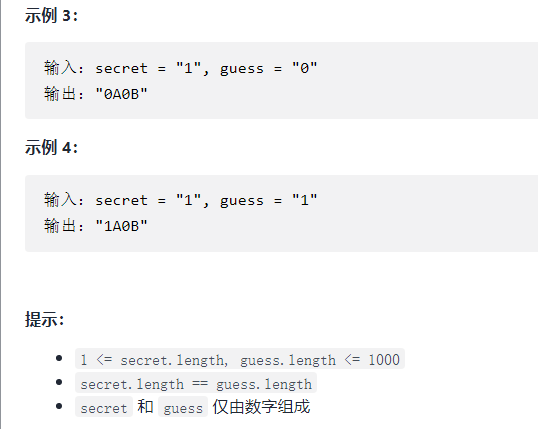 示例 3：
输入：secret = "1", guess = "0"
输出："0A0B"
示例 4：
输入：secret = "1", guess = "1"
输出："1A0B"
提示：
1 <= secret.length, guess.length <= 1000
secret.length == guess.length
secret 和 guess 仅由数字组成